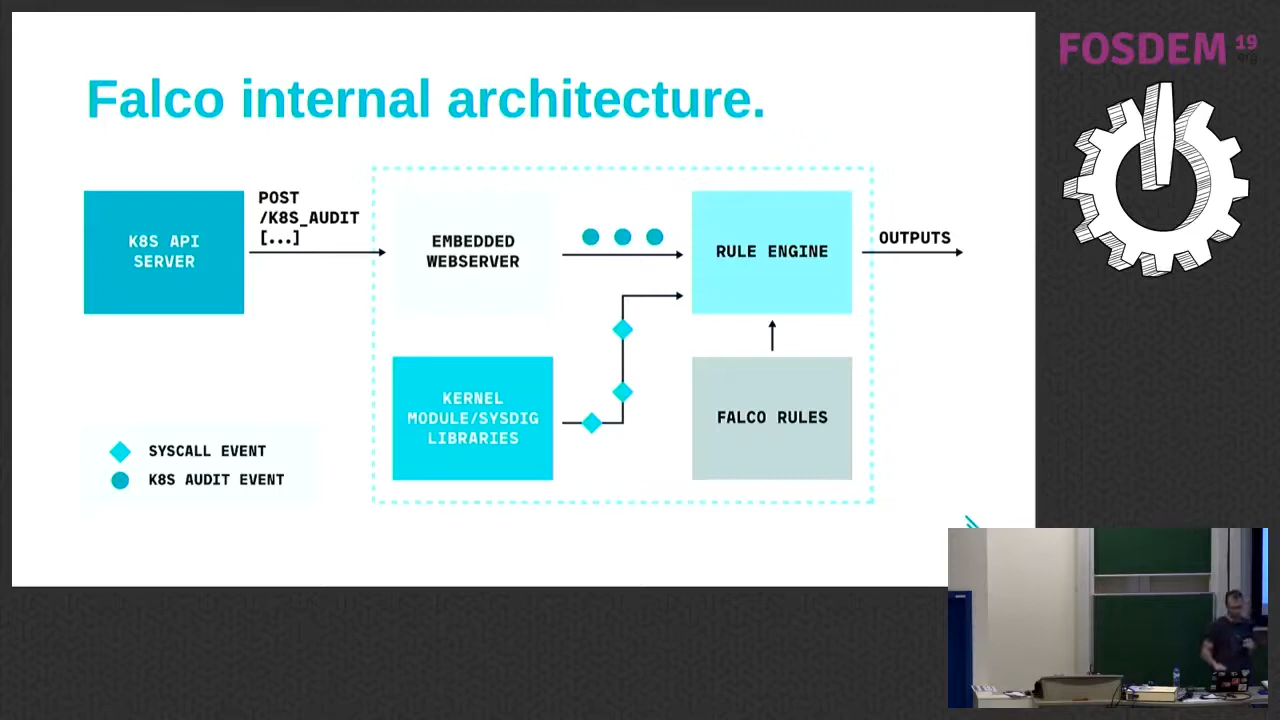 FOSDEM 19
.org
Falco internal architecture.
K8S API
SERVER
POST
/K8S_AUDIT
[...]
EMBEDDED
WEBSERVER
RULE ENGINE
OUTPUTS
KERNEL
MODULE/SYSDIG
LIBRARIES
FALCO RULES
SYSCALL EVENT
K8S AUDIT EVENT